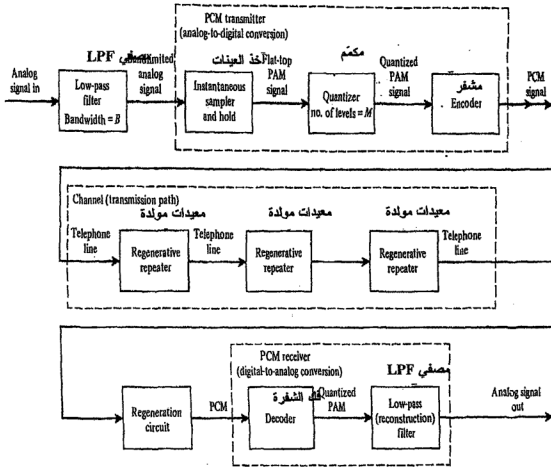 PCM transmitter
(analog-to-digital conversion)
مصفي LPF
أخذ العينات
مكمّم
مشفر
Analog
signal in
Low-pass
filter
Bandwidth = B
Bandlimited
analog
signal
Instantaneous
sampler
and hold
Flat-top
PAM
signal
Quantizer
no. of levels = M
Quantized
PAM
signal
Encoder
PCM
signal
Channel (transmission path)
معيدات مولدة
معيدات مولدة
معيدات مولدة
Telephone
line
Regenerative
repeater
Telephone
line
Regenerative
repeater
Regenerative
repeater
Telephone
line
PCM receiver
(digital-to-analog conversion)
مصفي LPF
فك الشفرة
Regeneration
circuit
PCM
Decoder
Quantized
PAM
Low-pass
(reconstruction)
filter
Analog signal
out